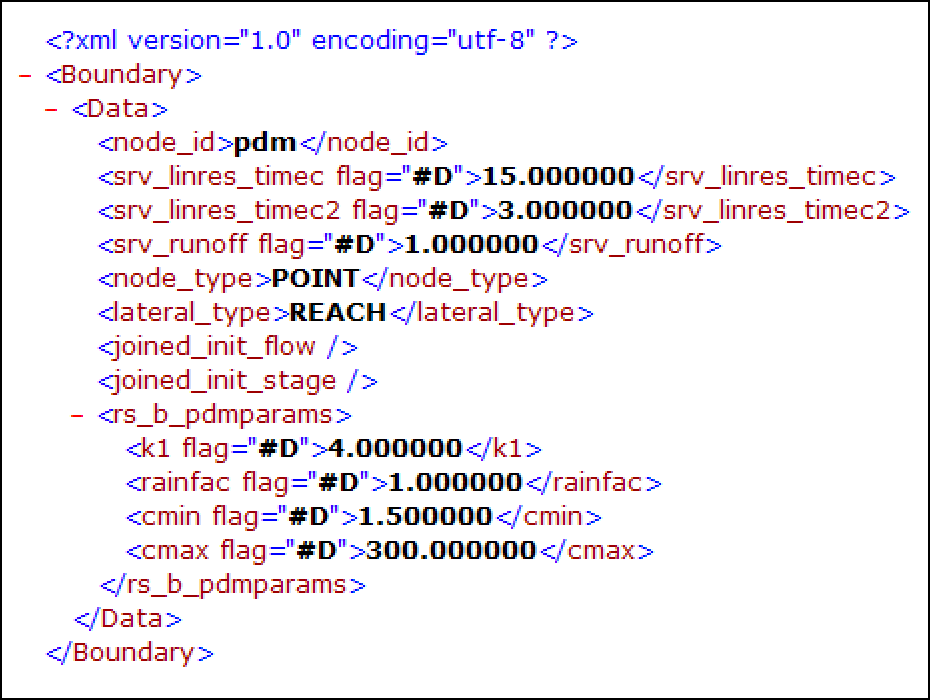 <?xml version="1.0" encoding="utf-8" ?>
- <Boundary>
- <Data>
<node_id>pdm</node_id>
<srv_linres_timec flag="#D">15.000000</srv_linres_timec>
<srv_linres_timec2 flag="#D">3.000000</srv_linres_timec2>
<srv_runoff flag="#D">1.000000</srv_runoff>
<node_type>POINT</node_type>
<lateral_type>REACH</lateral_type>
<joined_init_flow />
<joined_init_stage />
- <rs_b_pdmparams>
<k1 flag="#D">4.000000</k1>
<rainfac flag="#D">1.000000</rainfac>
<cmin flag="#D">1.500000</cmin>
<cmax flag="#D">300.000000</cmax>
</rs_b_pdmparams>
</Data>
</Boundary>